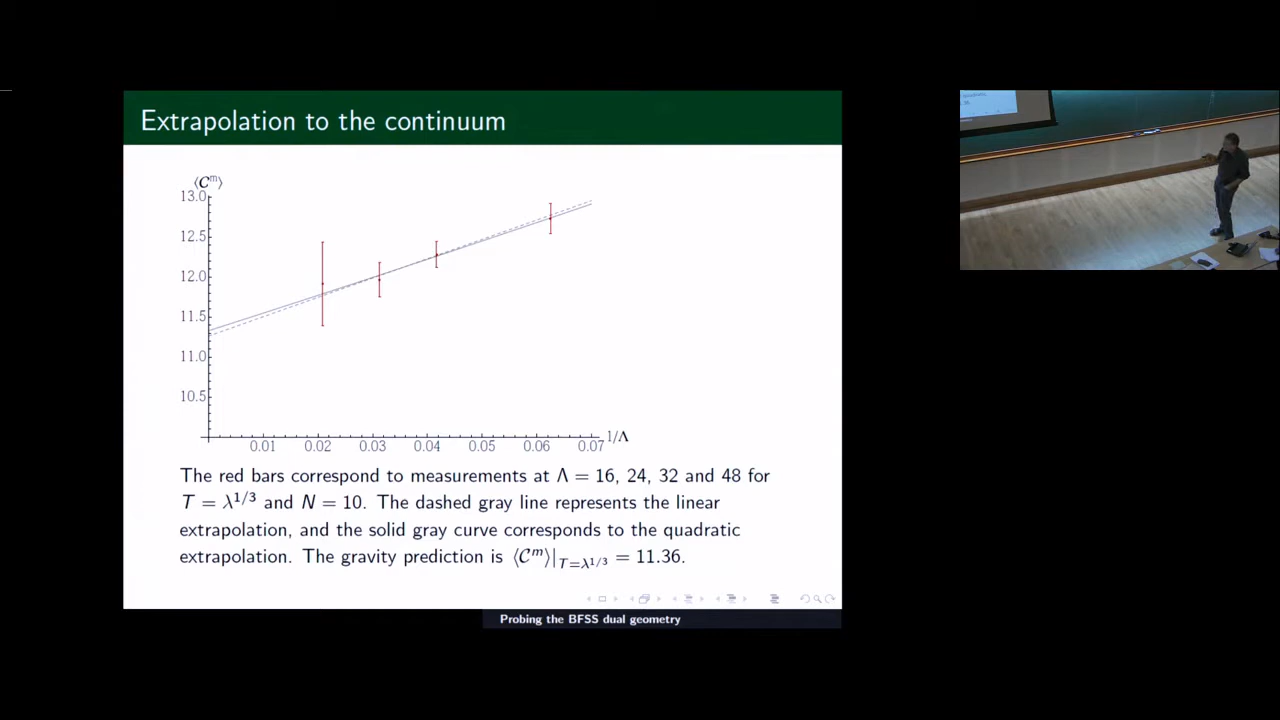 Extrapolation to the continuum
⟨𝒞ᵐ⟩
13.0
12.5
12.0
11.5
11.0
10.5
0.01 0.02 0.03 0.04 0.05 0.06 0.07 1/Λ
The red bars correspond to measurements at Λ = 16, 24, 32 and 48 for
T = λ^{1/3} and N = 10. The dashed gray line represents the linear
extrapolation, and the solid gray curve corresponds to the quadratic
extrapolation. The gravity prediction is ⟨𝒞ᵐ⟩|_{T=λ^{1/3}} = 11.36.
Probing the BFSS dual geometry